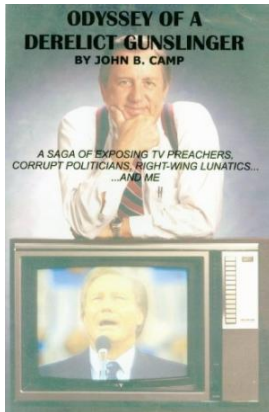 ODYSSEY OF A
DERELICT GUNSLINGER
BY JOHN B. CAMP
A SAGA OF EXPOSING TV PREACHERS,
CORRUPT POLITICIANS, RIGHT-WING LUNATICS...
...AND ME